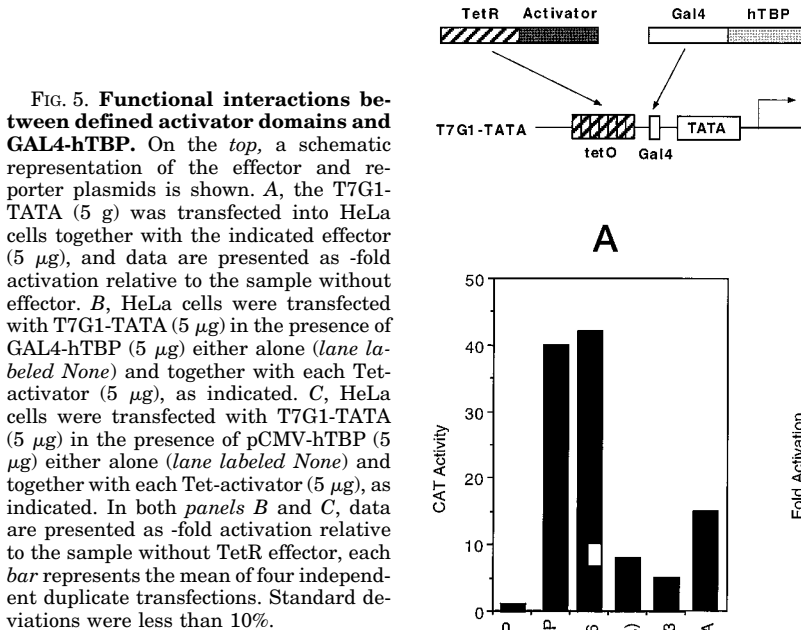 FIG. 5. Functional interactions be-
tween defined activator domains and
GAL4-hTBP. On the top, a schematic
representation of the effector and re-
porter plasmids is shown. A, the T7G1-
TATA (5 g) was transfected into HeLa
cells together with the indicated effector
(5 μg), and data are presented as -fold
activation relative to the sample without
effector. B, HeLa cells were transfected
with T7G1-TATA (5 μg) in the presence of
GAL4-hTBP (5 μg) either alone (lane la-
beled None) and together with each Tet-
activator (5 μg), as indicated. C, HeLa
cells were transfected with T7G1-TATA
(5 μg) in the presence of pCMV-hTBP (5
μg) either alone (lane labeled None) and
together with each Tet-activator (5 μg), as
indicated. In both panels B and C, data
are presented as -fold activation relative
to the sample without TetR effector, each
bar represents the mean of four independ-
ent duplicate transfections. Standard de-
viations were less than 10%.
TetR Activator Gal4 hTBP
T7G1-TATA TATA
tetO Gal4
A
50
40
30
20
10
0
CAT Activity
Fold Activation